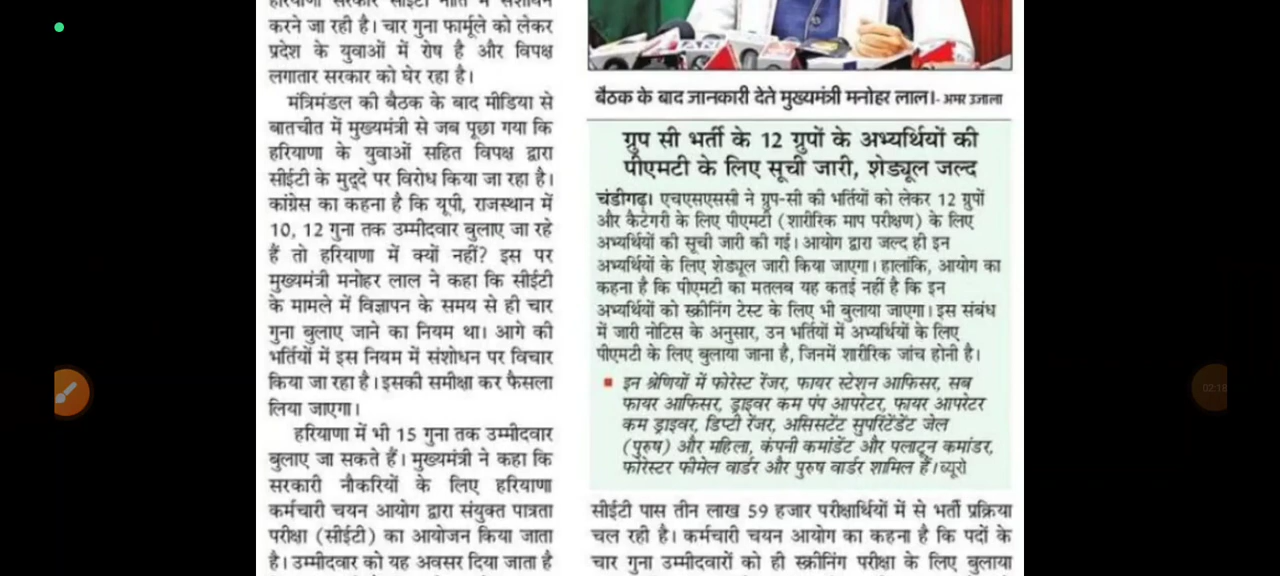 हरियाणा सरकार सीईटी नीति में संशोधन
करने जा रही है। चार गुना फार्मूले को लेकर
प्रदेश के युवाओं में रोष है और विपक्ष
लगातार सरकार को घेर रहा है।
मंत्रिमंडल की बैठक के बाद मीडिया से
बातचीत में मुख्यमंत्री से जब पूछा गया कि
हरियाणा के युवाओं सहित विपक्ष द्वारा
सीईटी के मुद्दे पर विरोध किया जा रहा है।
कांग्रेस का कहना है कि यूपी, राजस्थान में
10, 12 गुना तक उम्मीदवार बुलाए जा रहे
हैं तो हरियाणा में क्यों नहीं? इस पर
मुख्यमंत्री मनोहर लाल ने कहा कि सीईटी
के मामले में विज्ञापन के समय से ही चार
गुना बुलाए जाने का नियम था। आगे की
भर्तियों में इस नियम में संशोधन पर विचार
किया जा रहा है। इसकी समीक्षा कर फैसला
लिया जाएगा।
हरियाणा में भी 15 गुना तक उम्मीदवार
बुलाए जा सकते हैं। मुख्यमंत्री ने कहा कि
सरकारी नौकरियों के लिए हरियाणा
कर्मचारी चयन आयोग द्वारा संयुक्त पात्रता
परीक्षा (सीईटी) का आयोजन किया जाता
है। उम्मीदवार को यह अवसर दिया जाता है
बैठक के बाद जानकारी देते मुख्यमंत्री मनोहर लाल।- अमर उजाला
ग्रुप सी भर्ती के 12 ग्रुपों के अभ्यर्थियों की
पीएमटी के लिए सूची जारी, शेड्यूल जल्द
चंडीगढ़। एचएसएससी ने ग्रुप-सी की भर्तियों को लेकर 12 ग्रुपों
और कैटेगरी के लिए पीएमटी (शारीरिक माप परीक्षण) के लिए
अभ्यर्थियों की सूची जारी की गई। आयोग द्वारा जल्द ही इन
अभ्यर्थियों के लिए शेड्यूल जारी किया जाएगा। हालांकि, आयोग का
कहना है कि पीएमटी का मतलब यह कतई नहीं है कि इन
अभ्यर्थियों को स्क्रीनिंग टेस्ट के लिए भी बुलाया जाएगा। इस संबंध
में जारी नोटिस के अनुसार, उन भर्तियों में अभ्यर्थियों के लिए
पीएमटी के लिए बुलाया जाना है, जिनमें शारीरिक जांच होनी है।
इन श्रेणियों में फोरेस्ट रेंजर, फायर स्टेशन आफिसर, सब
फायर आफिसर, ड्राइवर कम पंप आपरेटर, फायर आपरेटर
कम ड्राइवर, डिप्टी रेंजर, असिसटेंट सुपरिंटेंडेंट जेल
(पुरुष) और महिला, कंपनी कमांडेंट और पलाटून कमांडर,
फोरेस्टर फीमेल वार्डर और पुरुष वार्डर शामिल हैं। ब्यूरो
सीईटी पास तीन लाख 59 हजार परीक्षार्थियों में से भर्ती प्रक्रिया
चल रही है। कर्मचारी चयन आयोग का कहना है कि पदों के
चार गुना उम्मीदवारों को ही स्क्रीनिंग परीक्षा के लिए बुलाया
02:18